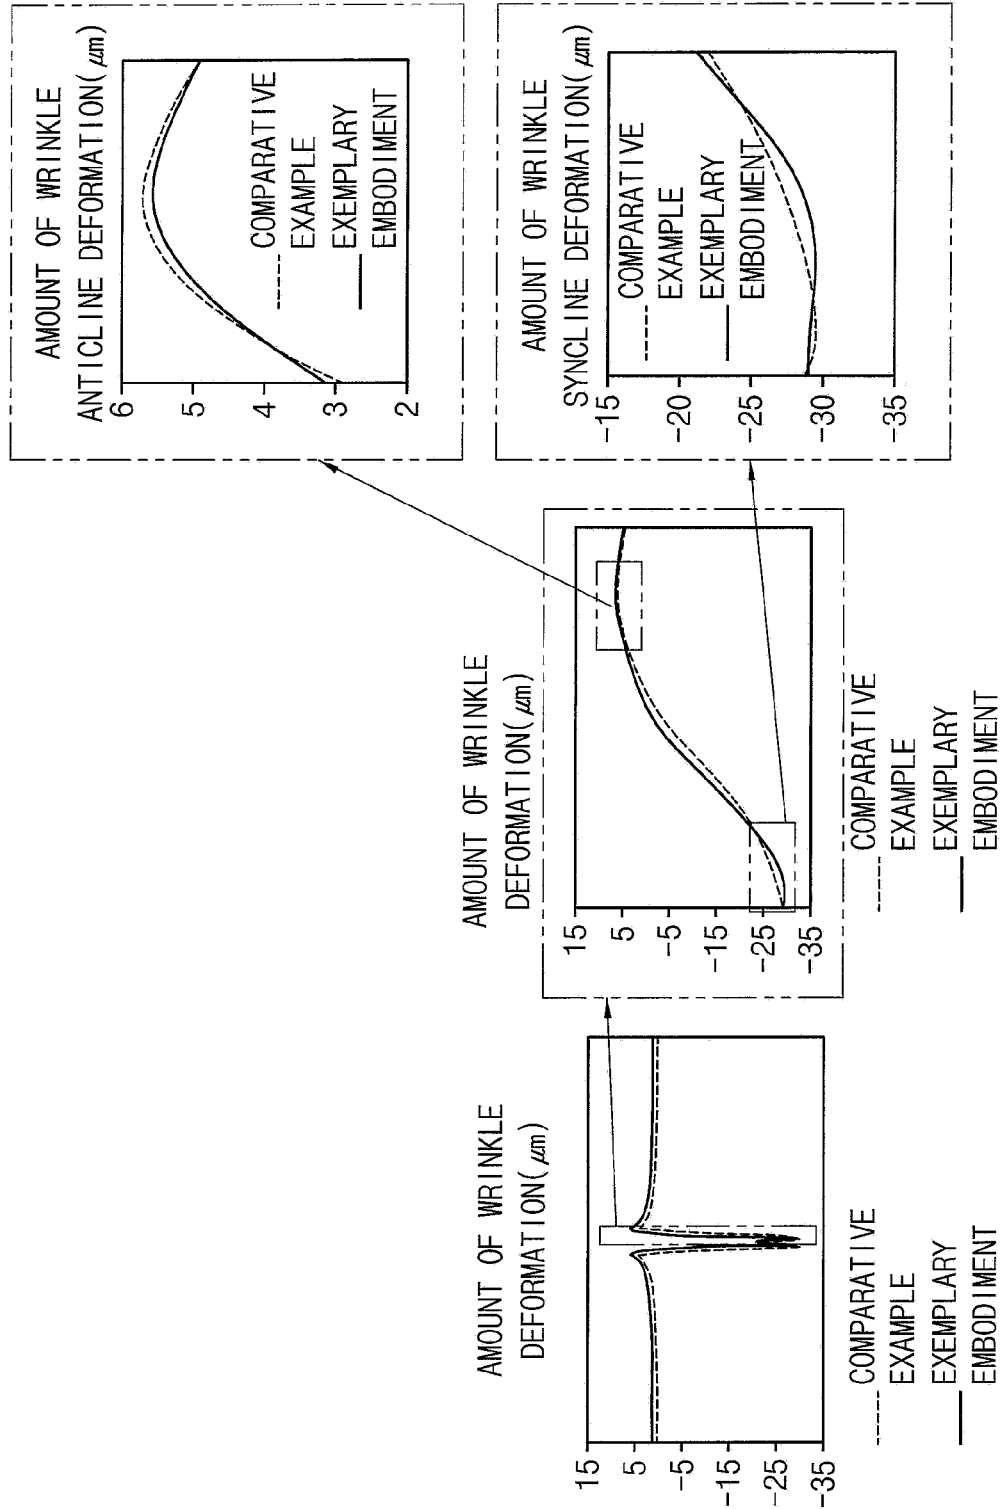 AMOUNT OF WRINKLE
DEFORMATION(μm)
15
5
-5
-15
-25
-35
COMPARATIVE
EXAMPLE
EXEMPLARY
EMBODIMENT
AMOUNT OF WRINKLE
DEFORMATION(μm)
15
5
-5
-15
-25
-35
COMPARATIVE
EXAMPLE
EXEMPLARY
EMBODIMENT
AMOUNT OF WRINKLE
ANTICLINE DEFORMATION(μm)
6
5
4
3
2
COMPARATIVE
EXAMPLE
EXEMPLARY
EMBODIMENT
AMOUNT OF WRINKLE
SYNCLINE DEFORMATION(μm)
-15
-20
-25
-30
-35
COMPARATIVE
EXAMPLE
EXEMPLARY
EMBODIMENT